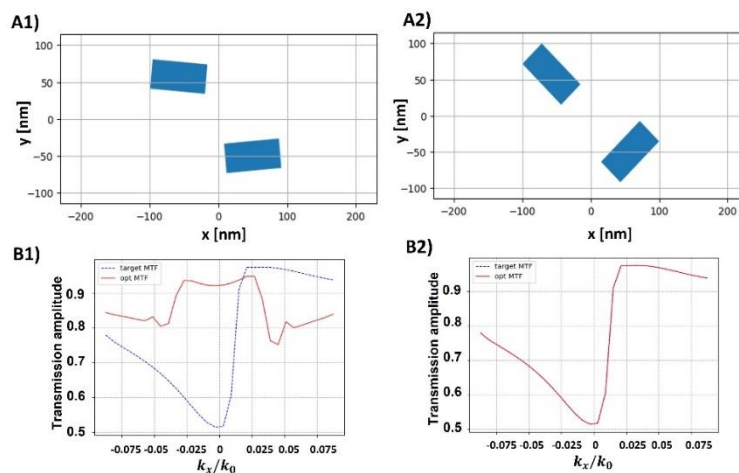 A1)
100
50
0
-50
-100
y [nm]
-200 -100 0 100 200
x [nm]
A2)
100
50
0
-50
-100
y [nm]
-200 -100 0 100 200
x [nm]
B1)
target MTF
opt MTF
0.9
0.8
0.7
0.6
0.5
Transmission amplitude
-0.075 -0.05 -0.025 0 0.025 0.05 0.075
kₓ/k₀
B2)
target MTF
opt MTF
0.9
0.8
0.7
0.6
0.5
Transmission amplitude
-0.075 -0.05 -0.025 0 0.025 0.05 0.075
kₓ/k₀